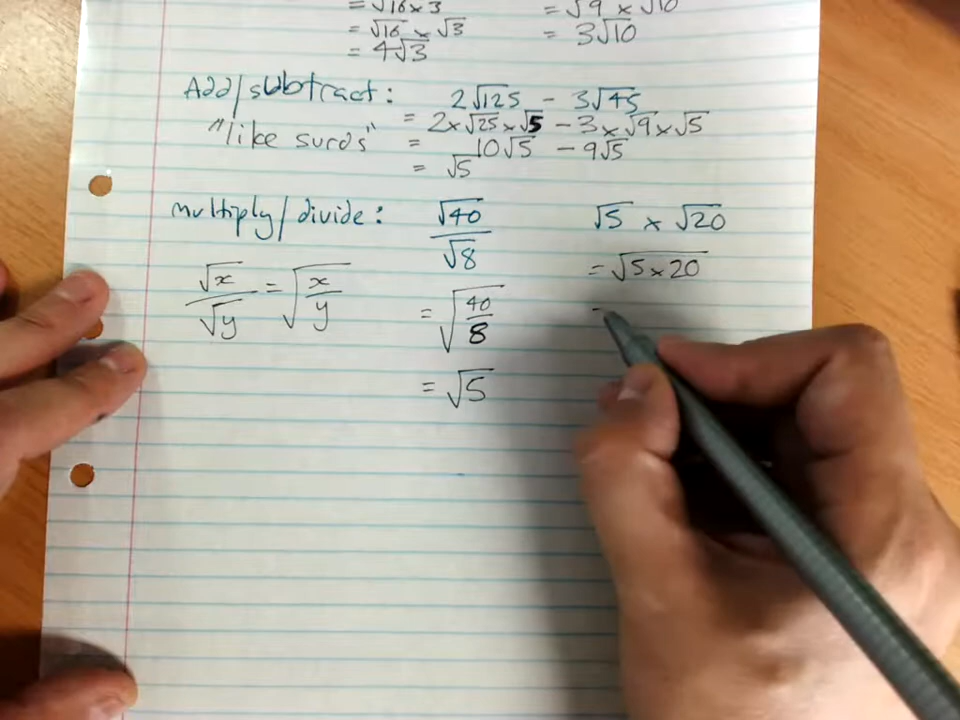 = √16×3 = √9 × √10
= √16 × √3 = 3√10
= 4√3
Add/subtract: 2√125 - 3√45
"like surds" = 2×√25×√5 - 3×√9×√5
= 10√5 - 9√5
= √5
Multiply/divide: √40/√8 √5 × √20
√x/√y = √(x/y) = √(40/8) = √5×20
= √5 =